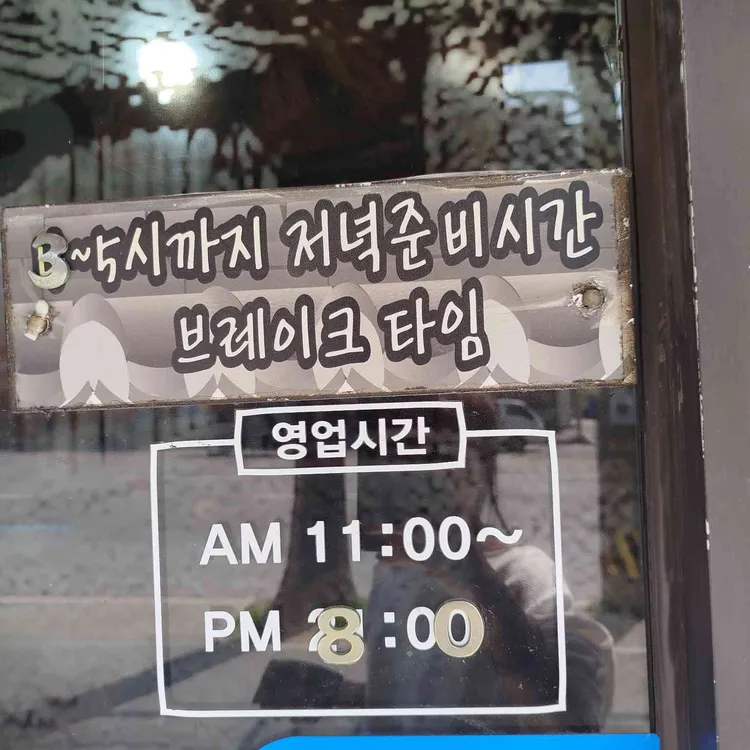 3~5시까지 저녁준비시간
브레이크 타임
영업시간
AM 11:00~
PM 8:00